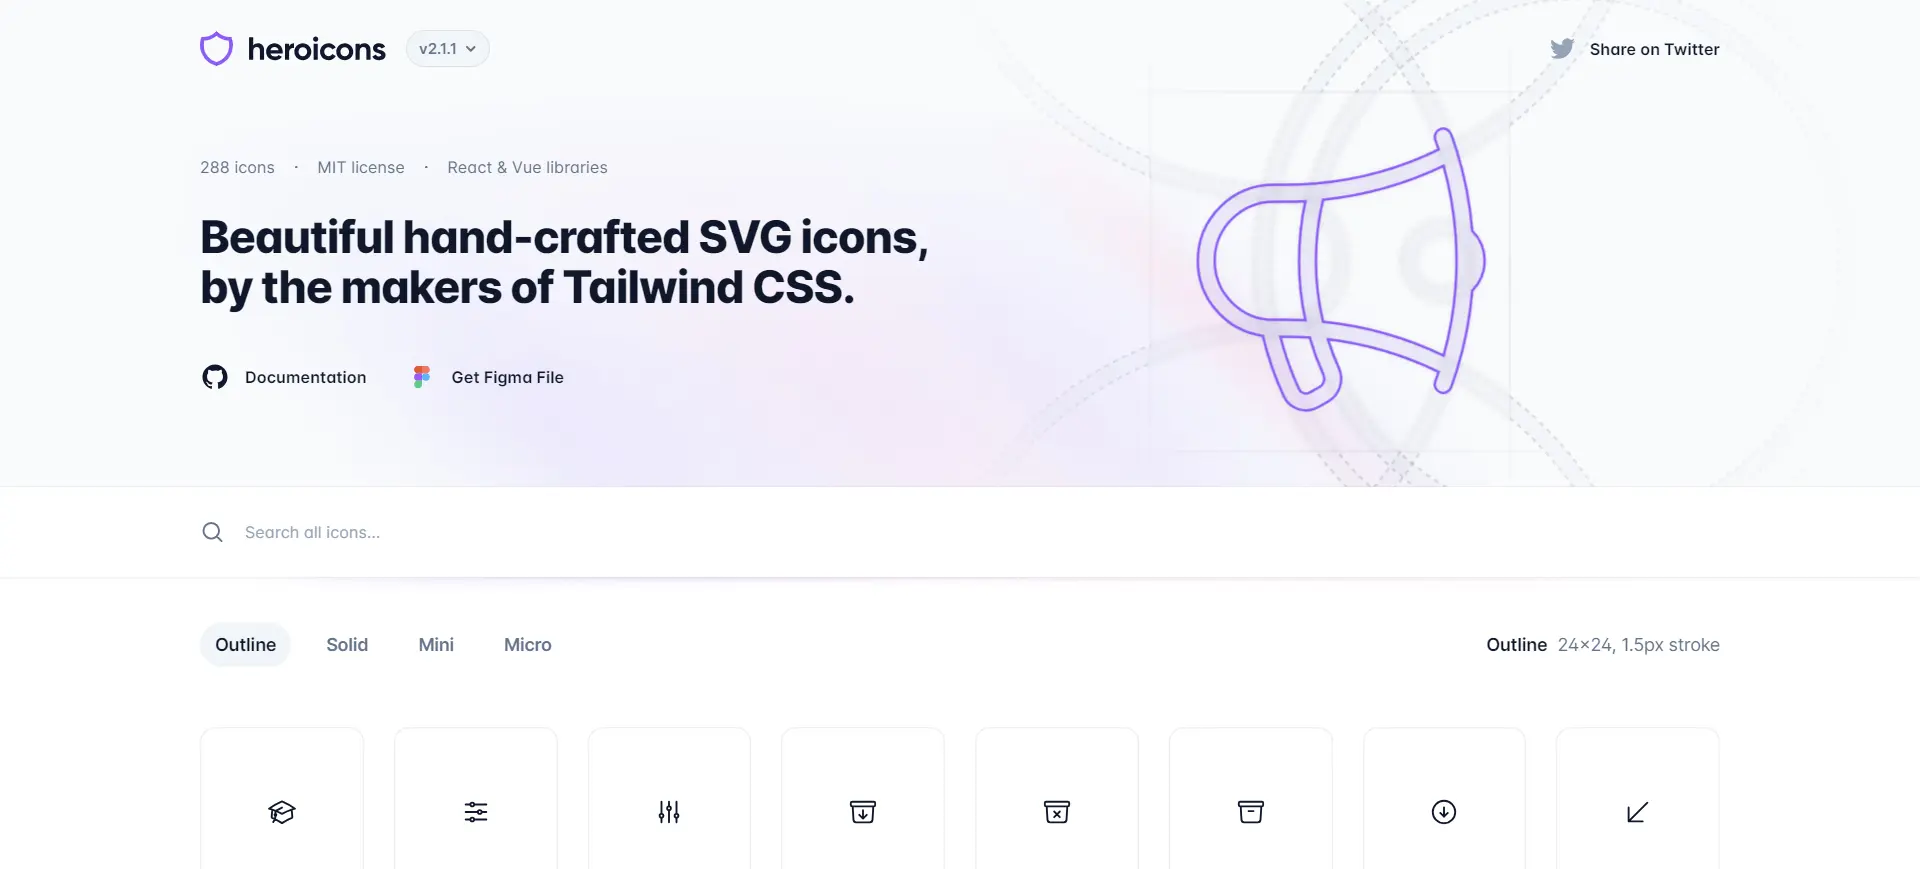 heroicons
v2.1.1
Share on Twitter
288 icons · MIT license · React & Vue libraries
Beautiful hand-crafted SVG icons,
by the makers of Tailwind CSS.
Documentation
Get Figma File
Search all icons...
Outline
Solid
Mini
Micro
Outline 24×24, 1.5px stroke